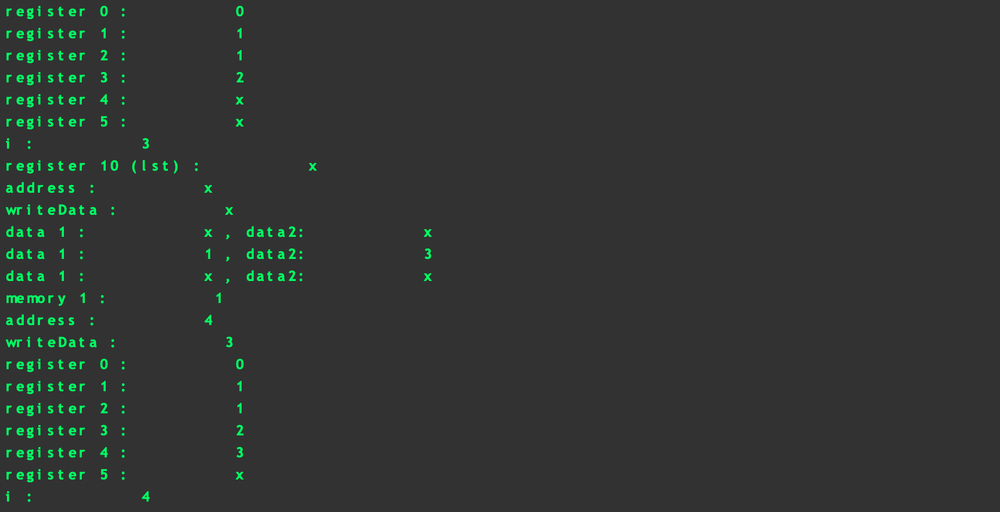 register 0 :          0
register 1 :          1
register 2 :          1
register 3 :          2
register 4 :          x
register 5 :          x
i :          3
register 10 (lst) :          x
address :          x
writeData :          x
data 1 :           x , data2:           x
data 1 :           1 , data2:           3
data 1 :           x , data2:           x
memory 1 :          1
address :          4
writeData :          3
register 0 :          0
register 1 :          1
register 2 :          1
register 3 :          2
register 4 :          3
register 5 :          x
i :          4